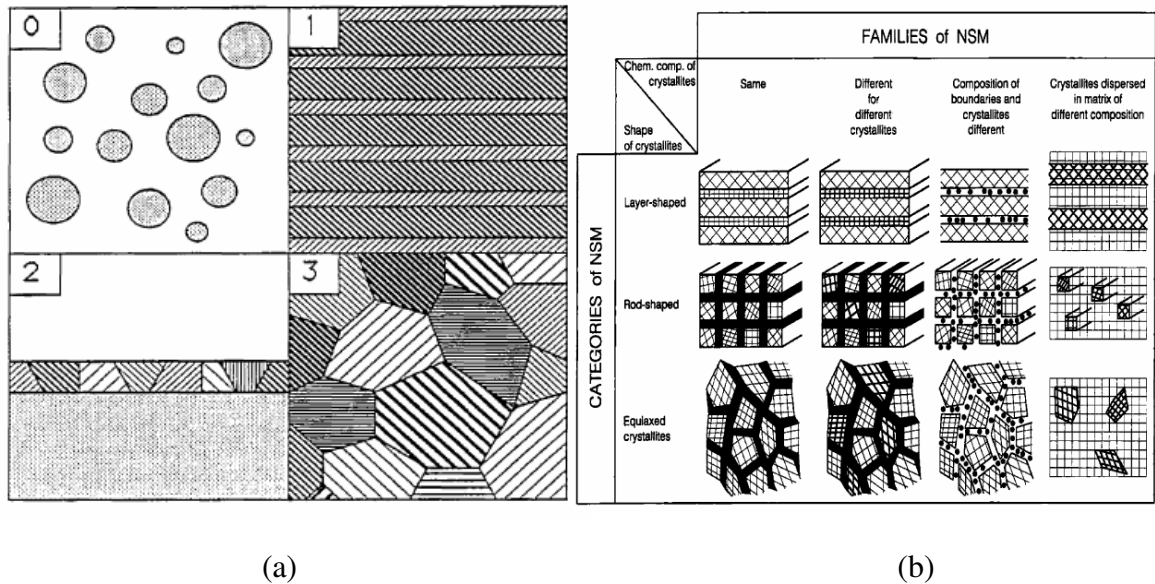 0
1
2
3
(a)
FAMILIES of NSM
Chem. comp. of
crystallites
Shape
of crystallites
Same
Different
for
different
crystallites
Composition of
boundaries and
crystallites
different
Crystallites dispersed
in matrix of
different composition
CATEGORIES of NSM
Layer-shaped
Rod-shaped
Equiaxed
crystallites
(b)